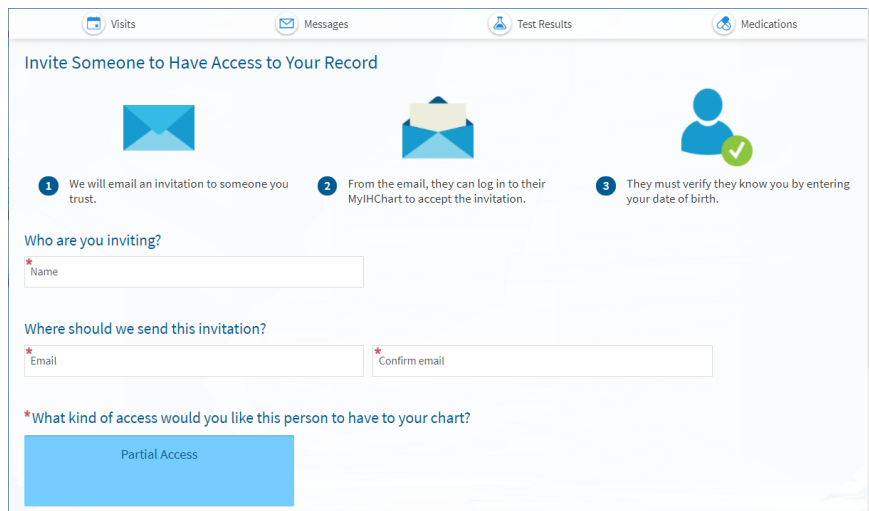 Visits
Messages
Test Results
Medications
Invite Someone to Have Access to Your Record
1 We will email an invitation to someone you
trust.
2 From the email, they can log in to their
MyIHChart to accept the invitation.
3 They must verify they know you by entering
your date of birth.
Who are you inviting?
* Name
Where should we send this invitation?
* Email
* Confirm email
*What kind of access would you like this person to have to your chart?
Partial Access